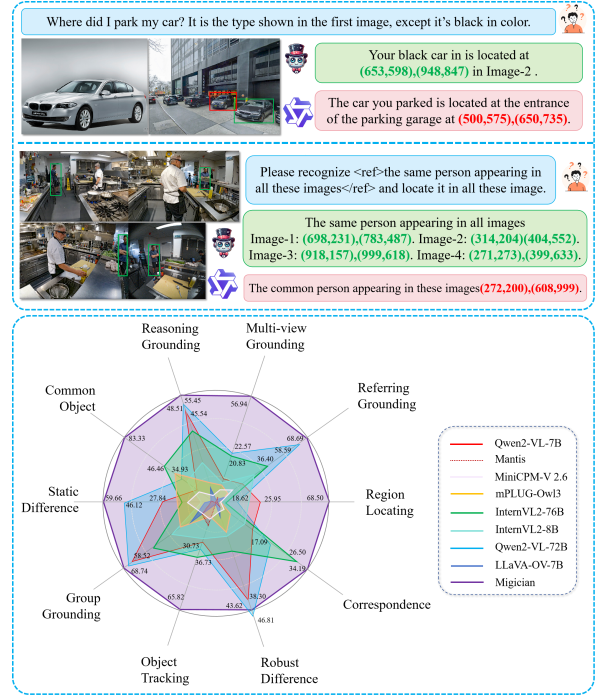 Where did I park my car? It is the type shown in the first image, except it's black in color.
Your black car in is located at
(653,598),(948,847) in Image-2 .
The car you parked is located at the entrance
of the parking garage at (500,575),(650,735).
Please recognize <ref>the same person appearing in
all these images</ref> and locate it in all these image.
The same person appearing in all images
Image-1: (698,231),(783,487). Image-2: (314,204)(404,552).
Image-3: (918,157),(999,618). Image-4: (271,273),(399,633).
The common person appearing in these images(272,200),(608,999).
Reasoning
Grounding
Multi-view
Grounding
Common
Object
Referring
Grounding
Static
Difference
Region
Locating
Group
Grounding
Correspondence
Object
Tracking
Robust
Difference
55.45
48.51
45.54
56.94
22.57
20.83
68.69
58.59
36.40
83.33
46.46
34.93
59.66
46.12
27.84
18.62
25.95
68.50
17.09
26.50
34.19
58.52
68.74
30.73
36.73
65.82
38.30
43.62
46.81
Qwen2-VL-7B
Mantis
MiniCPM-V 2.6
mPLUG-Owl3
InternVL2-76B
InternVL2-8B
Qwen2-VL-72B
LLaVA-OV-7B
Migician